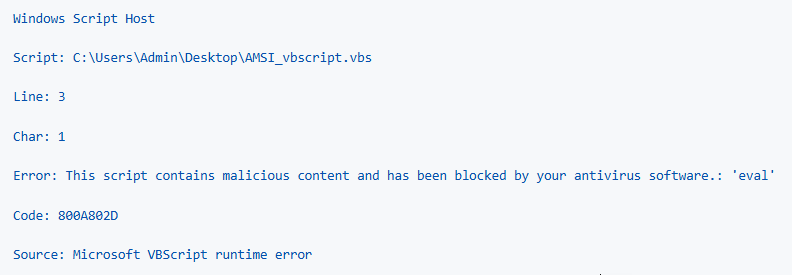 Windows Script Host
Script: C:\Users\Admin\Desktop\AMSI_vbscript.vbs
Line: 3
Char: 1
Error: This script contains malicious content and has been blocked by your antivirus software.: 'eval'
Code: 800A802D
Source: Microsoft VBScript runtime error